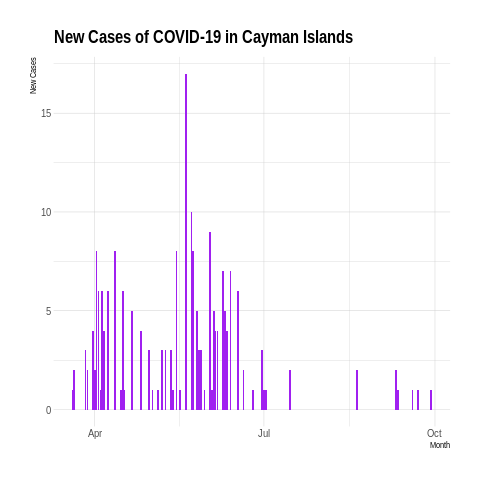 New Cases of COVID-19 in Cayman Islands
New Cases
15
10
5
0
Apr
Jul
Oct
Month